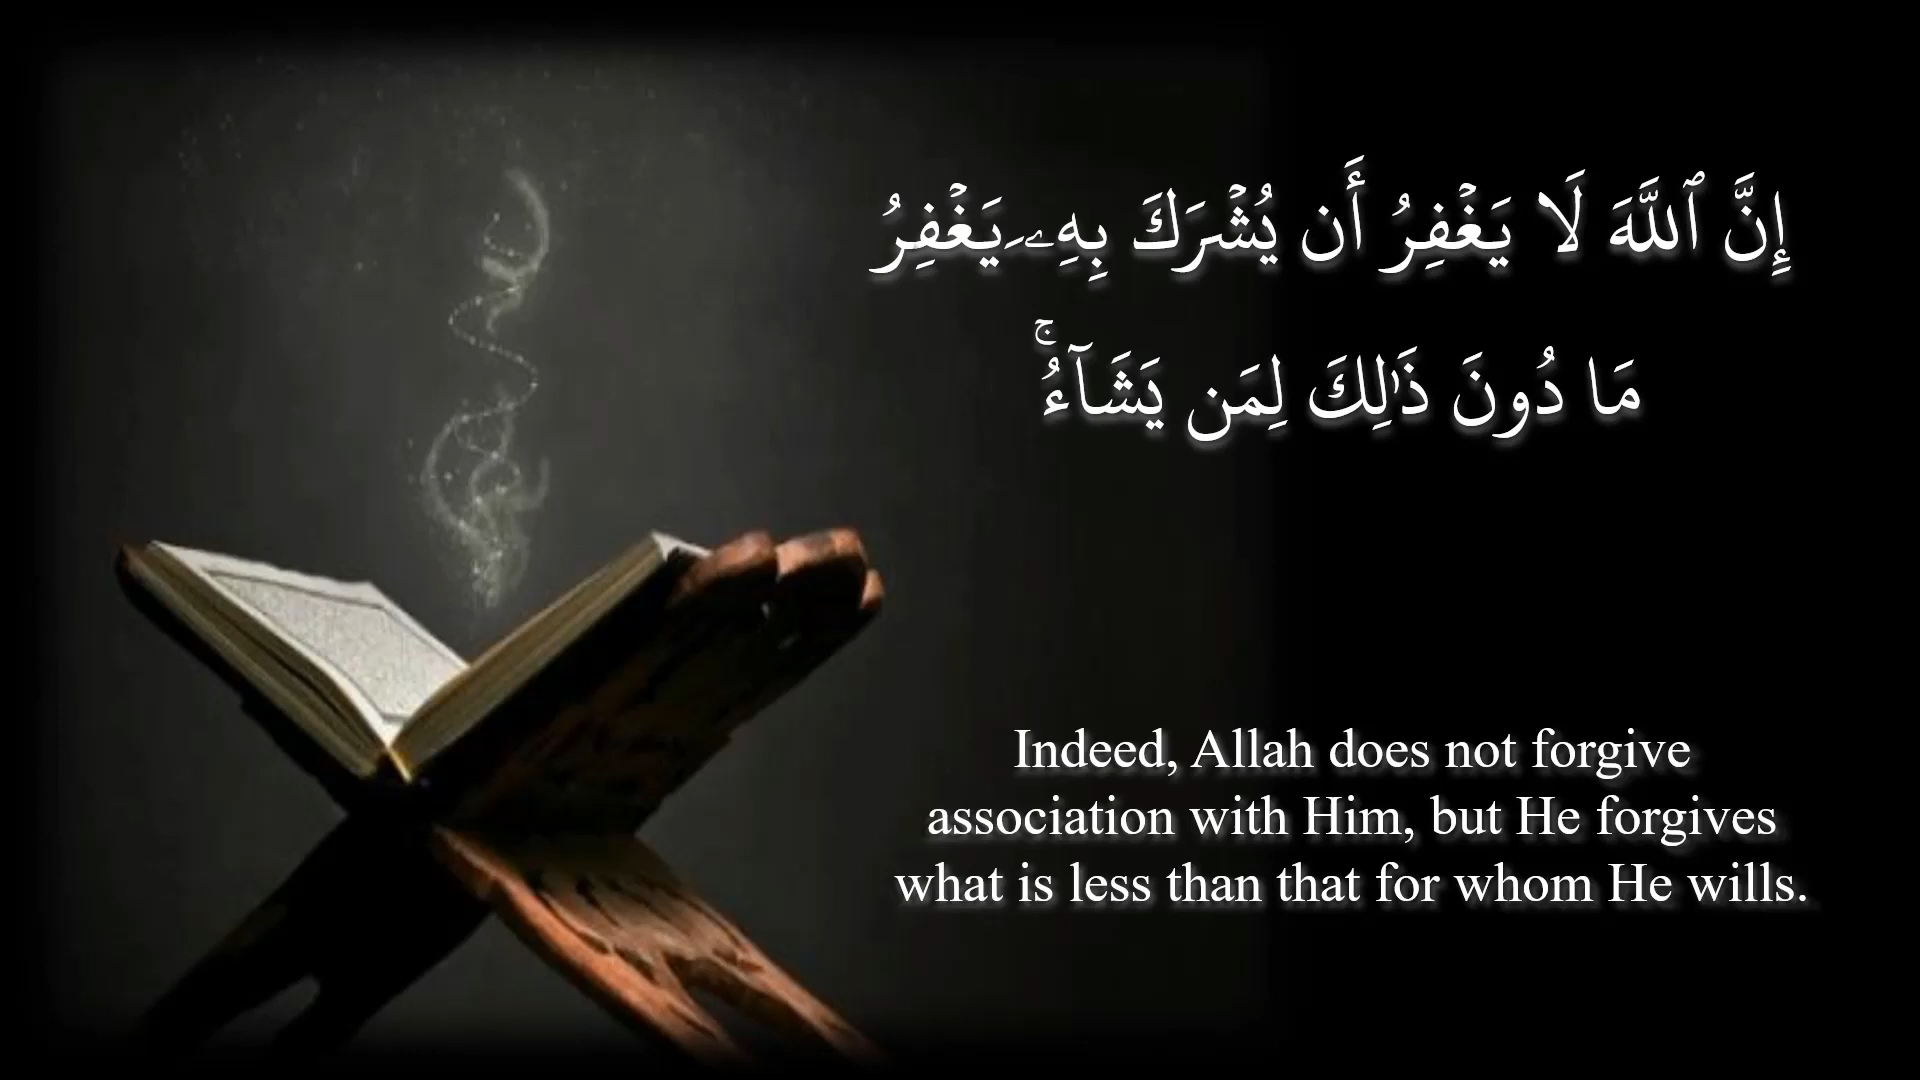 إِنَّ ٱللَّهَ لَا يَغۡفِرُ أَن يُشۡرَكَ بِهِۦ َيَغۡفِرُ
مَا دُونَ ذَٰلِكَ لِمَن يَشَآءُۚ
Indeed, Allah does not forgive
association with Him, but He forgives
what is less than that for whom He wills.